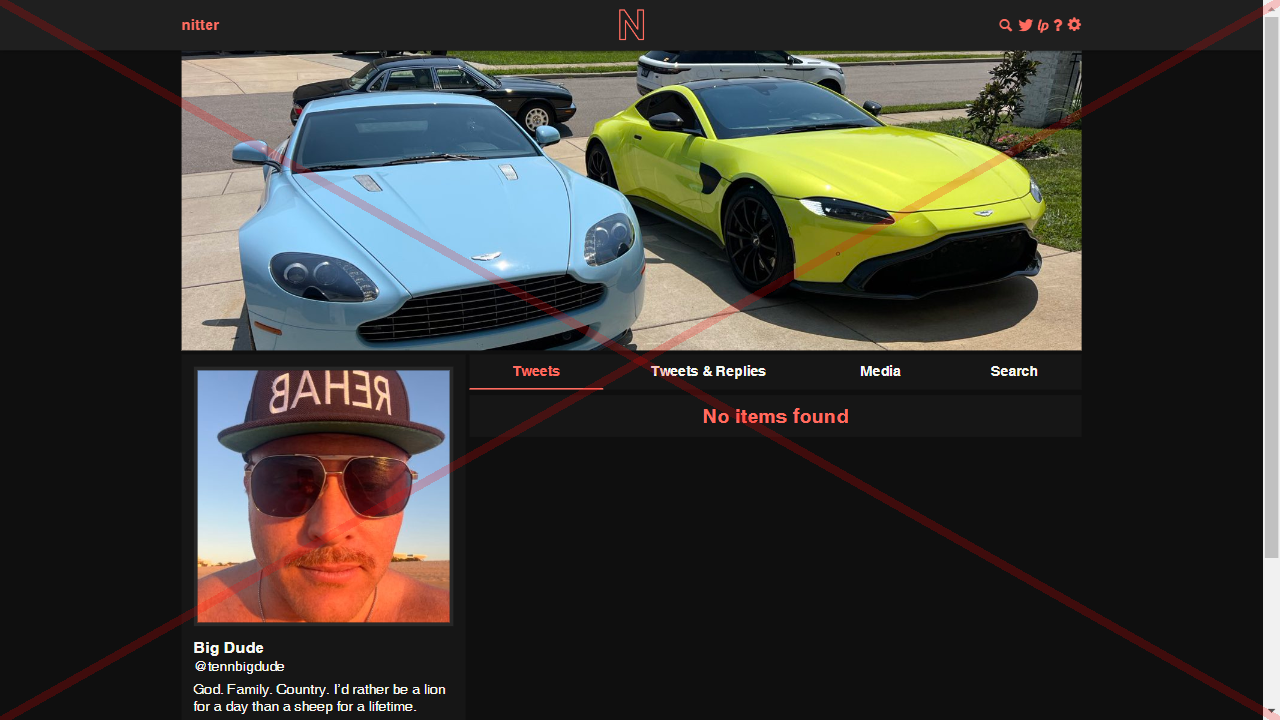 nitter
N
lp ?
Tweets Tweets & Replies Media Search
No items found
REHAB
Big Dude
@tennbigdude
God. Family. Country. I'd rather be a lion
for a day than a sheep for a lifetime.